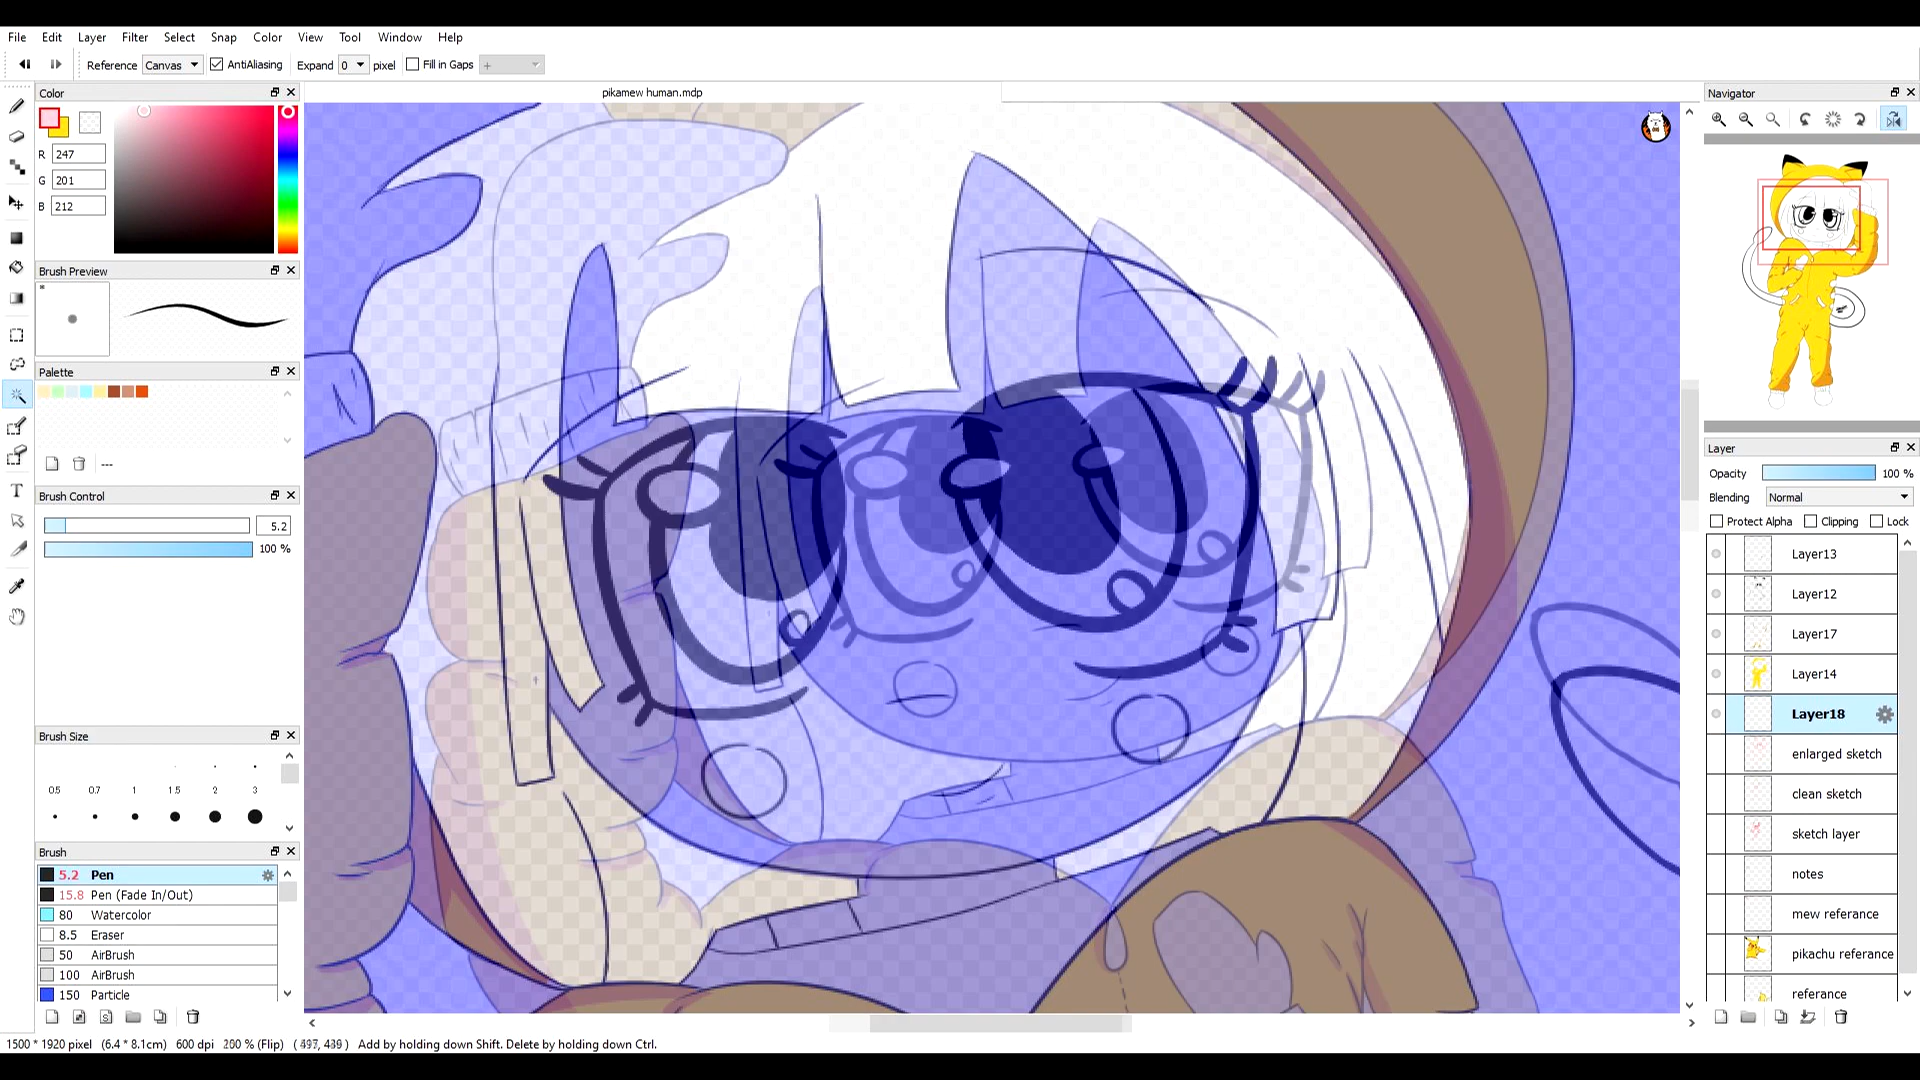 File Edit Layer Filter Select Snap Color View Tool Window Help
Reference Canvas AntiAliasing Expand 0 pixel Fill in Gaps +
Color
pikamew human.mdp
Navigator
R 247
G 201
B 212
Brush Preview
Palette
---
Brush Control
5.2
100 %
Brush Size
0.5 0.7 1 1.5 2 3
Brush
5.2 Pen
15.8 Pen (Fade In/Out)
80 Watercolor
8.5 Eraser
50 AirBrush
100 AirBrush
150 Particle
Layer
Opacity 100 %
Blending Normal
Protect Alpha Clipping Lock
Layer13
Layer12
Layer17
Layer14
Layer18
enlarged sketch
clean sketch
sketch layer
notes
mew referance
pikachu referance
referance
1500 * 1920 pixel (6.4 * 8.1cm) 600 dpi 200 % (Flip) Add by holding down Shift. Delete by holding down Ctrl.